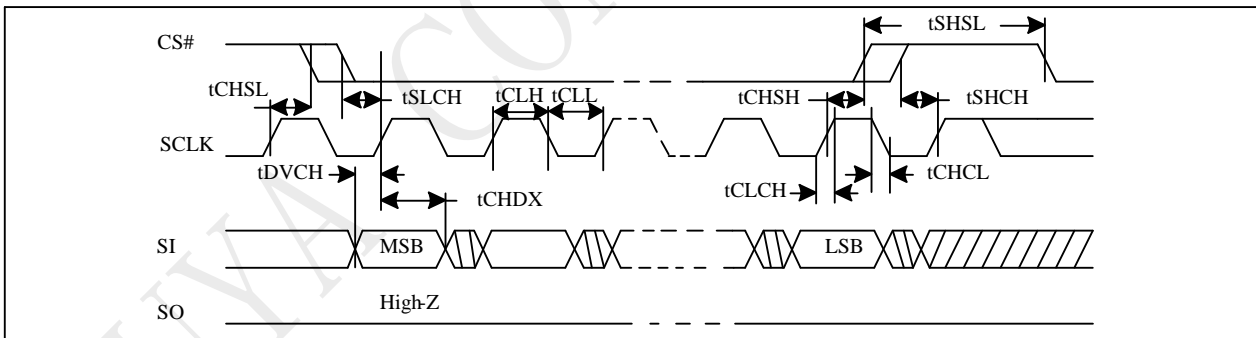 CS#
tSHSL
tCHSL
tSLCH
tCLH
tCLL
tCHSH
tSHCH
SCLK
tDVCH
tCHDX
tCLCH
tCHCL
SI
MSB
LSB
SO
High-Z